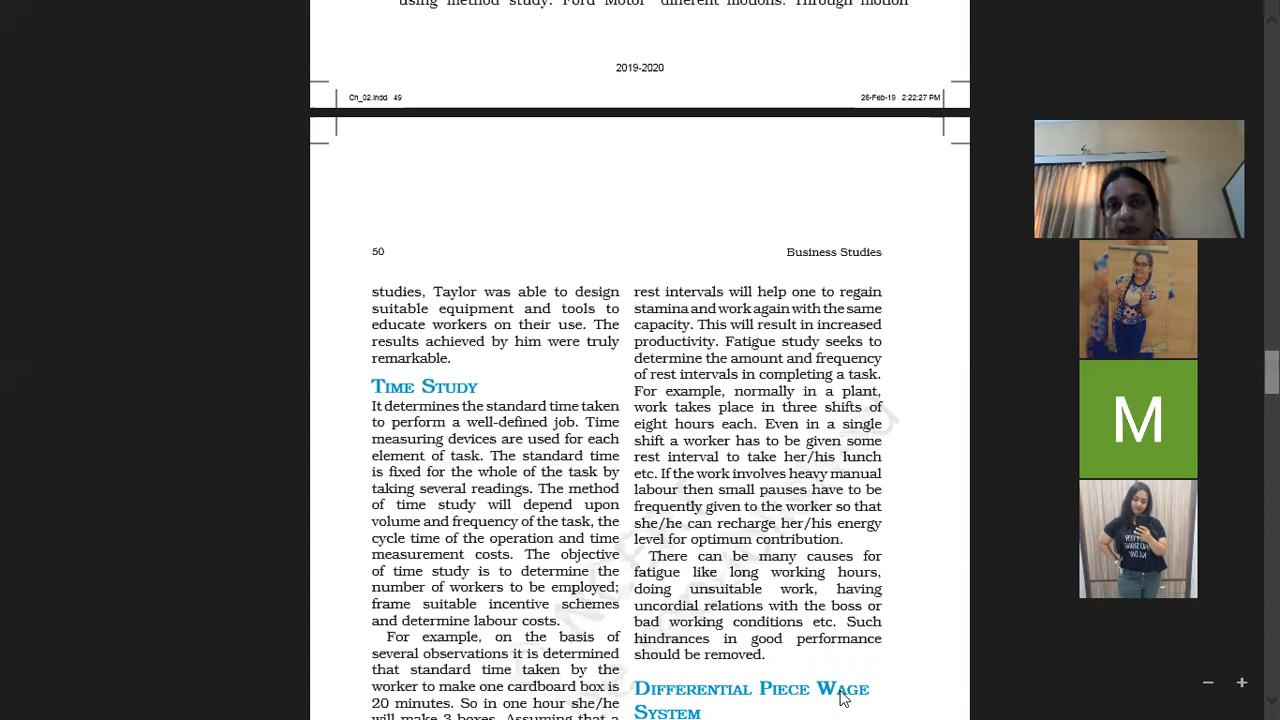 using method study. Ford Motor different motions. Through motion
2019-2020
Ch_02.indd 49 26-Feb-19 2:22:27 PM
50 Business Studies
studies, Taylor was able to design
suitable equipment and tools to
educate workers on their use. The
results achieved by him were truly
remarkable.
TIME STUDY
It determines the standard time taken
to perform a well-defined job. Time
measuring devices are used for each
element of task. The standard time
is fixed for the whole of the task by
taking several readings. The method
of time study will depend upon
volume and frequency of the task, the
cycle time of the operation and time
measurement costs. The objective
of time study is to determine the
number of workers to be employed;
frame suitable incentive schemes
and determine labour costs.
For example, on the basis of
several observations it is determined
that standard time taken by the
worker to make one cardboard box is
20 minutes. So in one hour she/he
will make 3 boxes. Assuming that a
rest intervals will help one to regain
stamina and work again with the same
capacity. This will result in increased
productivity. Fatigue study seeks to
determine the amount and frequency
of rest intervals in completing a task.
For example, normally in a plant,
work takes place in three shifts of
eight hours each. Even in a single
shift a worker has to be given some
rest interval to take her/his lunch
etc. If the work involves heavy manual
labour then small pauses have to be
frequently given to the worker so that
she/he can recharge her/his energy
level for optimum contribution.
There can be many causes for
fatigue like long working hours,
doing unsuitable work, having
uncordial relations with the boss or
bad working conditions etc. Such
hindrances in good performance
should be removed.
DIFFERENTIAL PIECE WAGE
SYSTEM
M